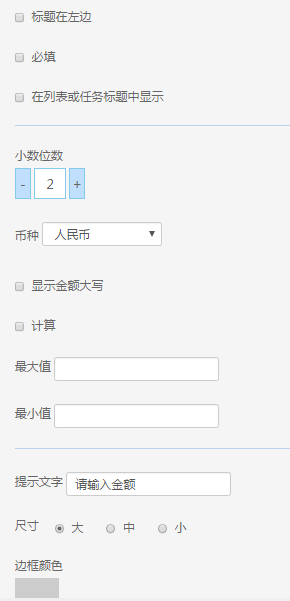 标题在左边
必填
在列表或任务标题中显示
小数位数
- 2 +
币种 人民币
显示金额大写
计算
最大值
最小值
提示文字 请输入金额
尺寸 大 中 小
边框颜色